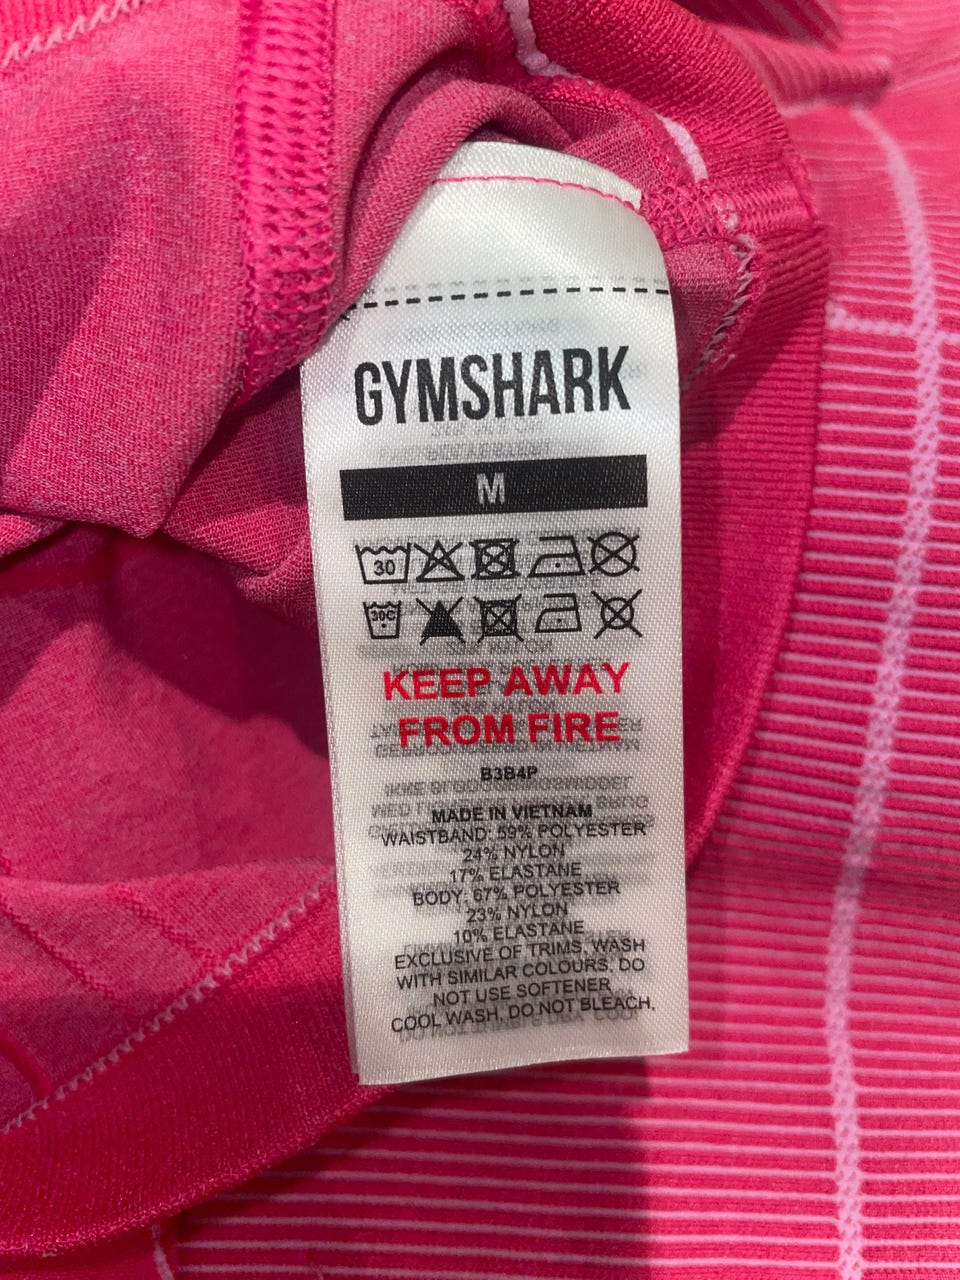 GYMSHARK
M
30
30C
KEEP AWAY
FROM FIRE
B3B4P
MADE IN VIETNAM
WAISTBAND: 59% POLYESTER
24% NYLON
17% ELASTANE
BODY: 67% POLYESTER
23% NYLON
10% ELASTANE
EXCLUSIVE OF TRIMS. WASH
WITH SIMILAR COLOURS. DO
NOT USE SOFTENER
COOL WASH, DO NOT BLEACH,